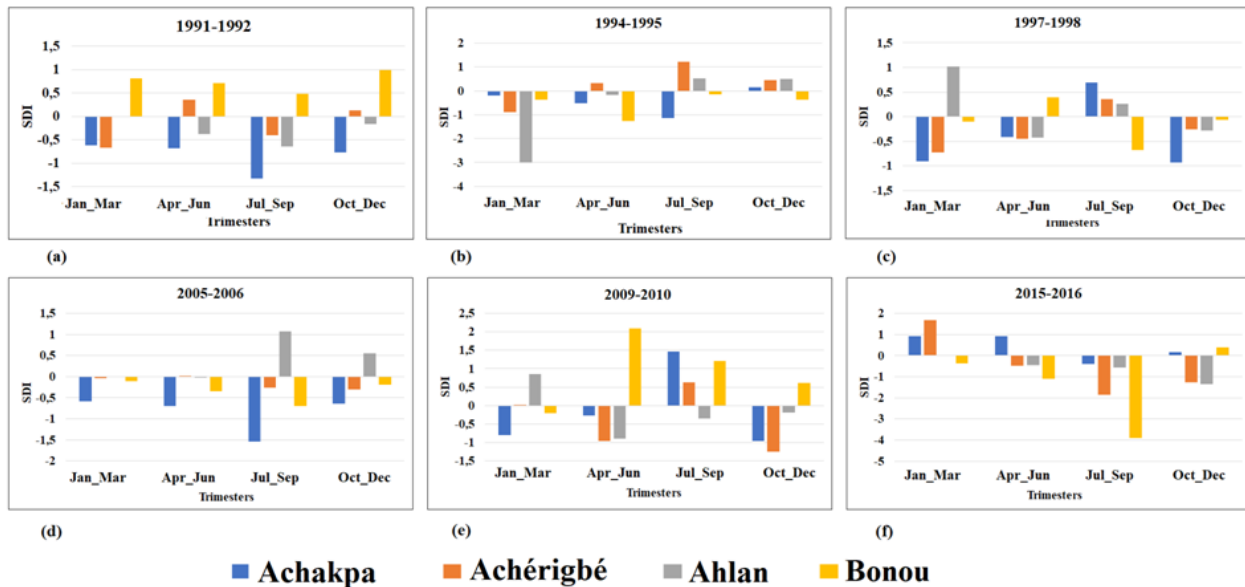 1991-1992
1,5
1
0,5
0
-0,5
-1
-1,5
SDI
Jan_Mar Apr_Jun Jul_Sep Oct_Dec
Trimesters
(a)
1994-1995
2
1
0
-1
-2
-3
-4
SDI
Jan_Mar Apr_Jun Jul_Sep Oct_Dec
Trimesters
(b)
1997-1998
1,5
1
0,5
0
-0,5
-1
-1,5
SDI
Jan_Mar Apr_Jun Jul_Sep Oct_Dec
Trimesters
(c)
2005-2006
1,5
1
0,5
0
-0,5
-1
-1,5
-2
SDI
Jan_Mar Apr_Jun Jul_Sep Oct_Dec
Trimesters
(d)
2009-2010
2,5
2
1,5
1
0,5
0
-0,5
-1
-1,5
SDI
Jan_Mar Apr_Jun Jul_Sep Oct_Dec
Trimesters
(e)
2015-2016
2
1
0
-1
-2
-3
-4
-5
SDI
Jan_Mar Apr_Jun Jul_Sep Oct_Dec
Trimesters
(f)
Achakpa Achérigbé Ahlan Bonou